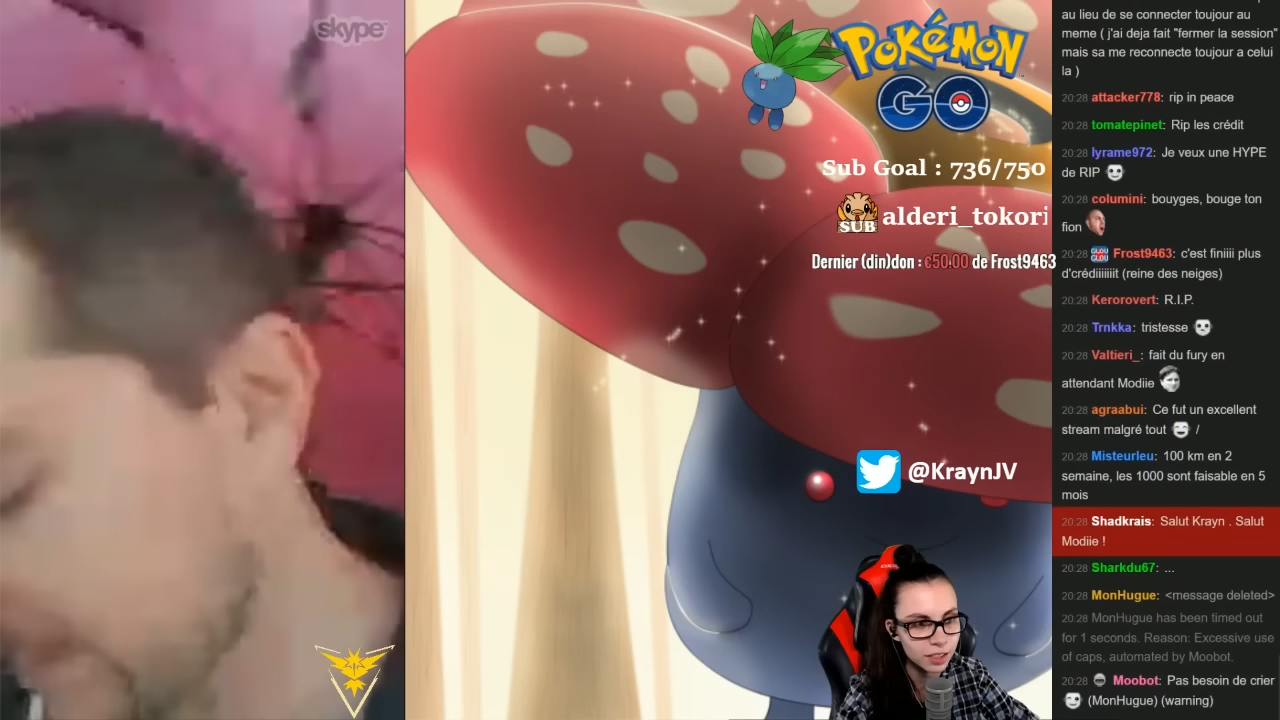 skype
POKéMON
GO
Sub Goal : 736/750
SUB alderi_tokori
Dernier (din)don : €50.00 de Frost9463
@KraynJV
au lieu de se connecter toujour au
meme ( j'ai deja fait "fermer la session"
mais sa me reconnecte toujour a celui
la )
20:28 attacker778: rip in peace
20:28 tomatepinet: Rip les crédit
20:28 lyrame972: Je veux une HYPE
de RIP
20:28 columini: bouyges, bouge ton
fion
20:28 GLOU GLOU Frost9463: c'est finiiii plus
d'crédiiiiiiit (reine des neiges)
20:28 Kerorovert: R.I.P.
20:28 Trnkka: tristesse
20:28 Valtieri_: fait du fury en
attendant Modiie
20:28 agraabui: Ce fut un excellent
stream malgré tout /
20:28 Misteurleu: 100 km en 2
semaine, les 1000 sont faisable en 5
mois
20:28 Shadkrais: Salut Krayn . Salut
Modiie !
20:28 Sharkdu67: ...
20:28 MonHugue: <message deleted>
20:28 MonHugue has been timed out
for 1 seconds. Reason: Excessive use
of caps, automated by Moobot.
20:28 Moobot: Pas besoin de crier
(MonHugue) (warning)